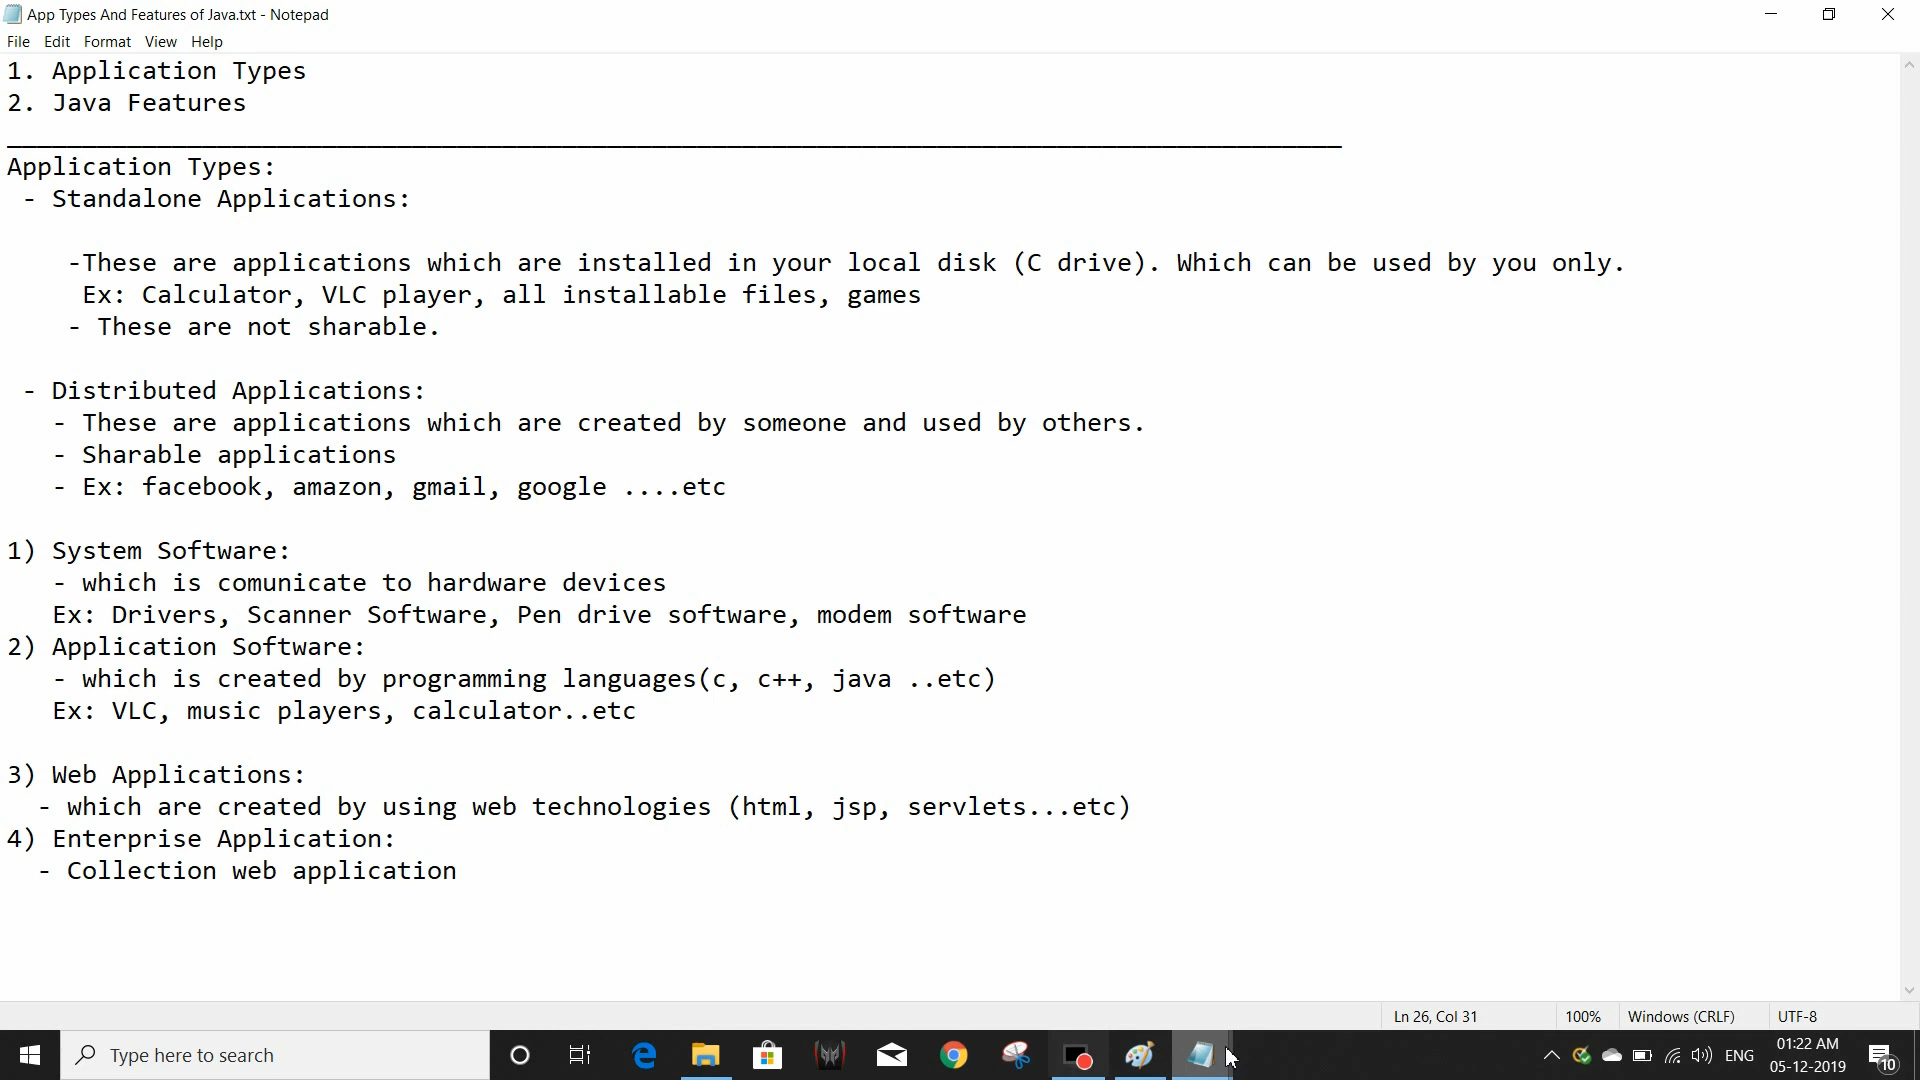 App Types And Features of Java.txt - Notepad
File Edit Format View Help
1. Application Types
2. Java Features
Application Types:
- Standalone Applications:
-These are applications which are installed in your local disk (C drive). Which can be used by you only.
Ex: Calculator, VLC player, all installable files, games
- These are not sharable.
- Distributed Applications:
- These are applications which are created by someone and used by others.
- Sharable applications
- Ex: facebook, amazon, gmail, google ....etc
1) System Software:
- which is comunicate to hardware devices
Ex: Drivers, Scanner Software, Pen drive software, modem software
2) Application Software:
- which is created by programming languages(c, c++, java ..etc)
Ex: VLC, music players, calculator..etc
3) Web Applications:
- which are created by using web technologies (html, jsp, servlets...etc)
4) Enterprise Application:
- Collection web application
Ln 26, Col 31 100% Windows (CRLF) UTF-8
Type here to search
ENG
01:22 AM
05-12-2019
10